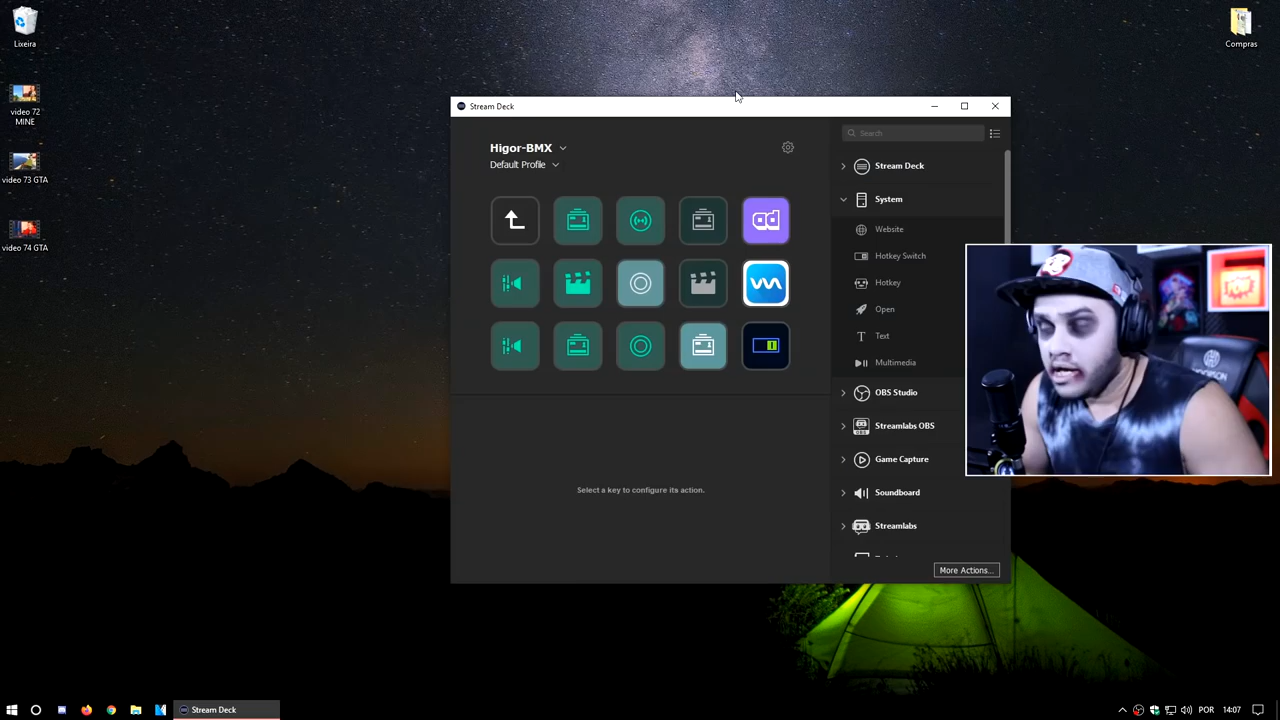 Lixeira
video 72
MINE
video 73 GTA
video 74 GTA
Compras
Stream Deck
Higor-BMX
Default Profile
Select a key to configure its action.
Search
Stream Deck
System
Website
Hotkey Switch
Hotkey
Open
Text
Multimedia
OBS Studio
Streamlabs OBS
Game Capture
Soundboard
Streamlabs
More Actions...
Stream Deck
POR
14:07